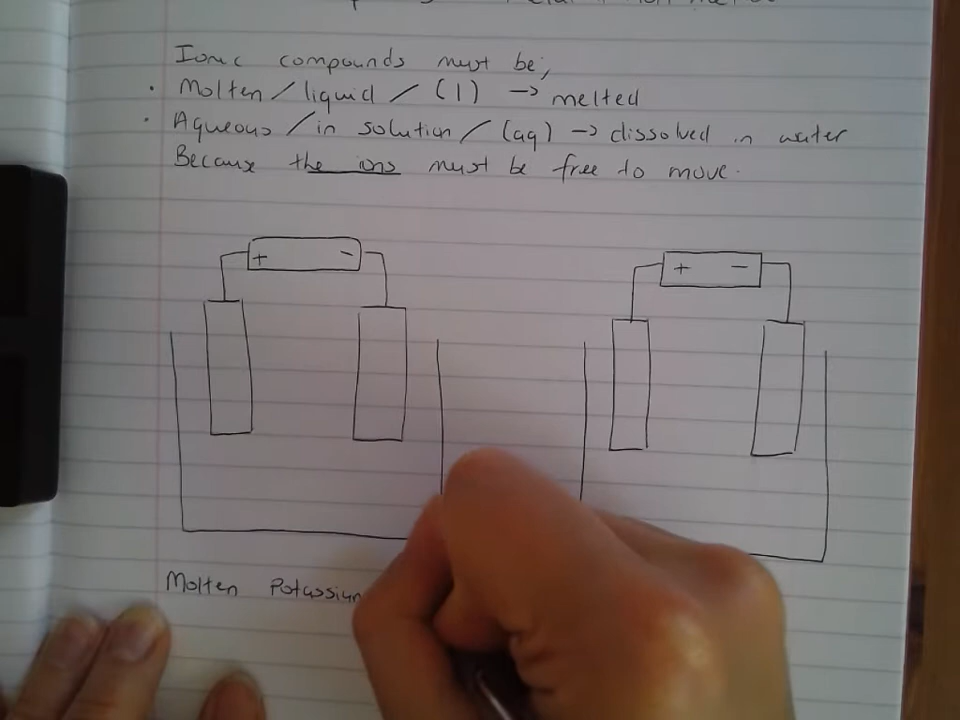 Ionic compounds must be;
· Molten / liquid / (l) → melted
· Aqueous / in solution / (aq) → dissolved in water
Because the ions must be free to move.
+ - + -
Molten Potassium